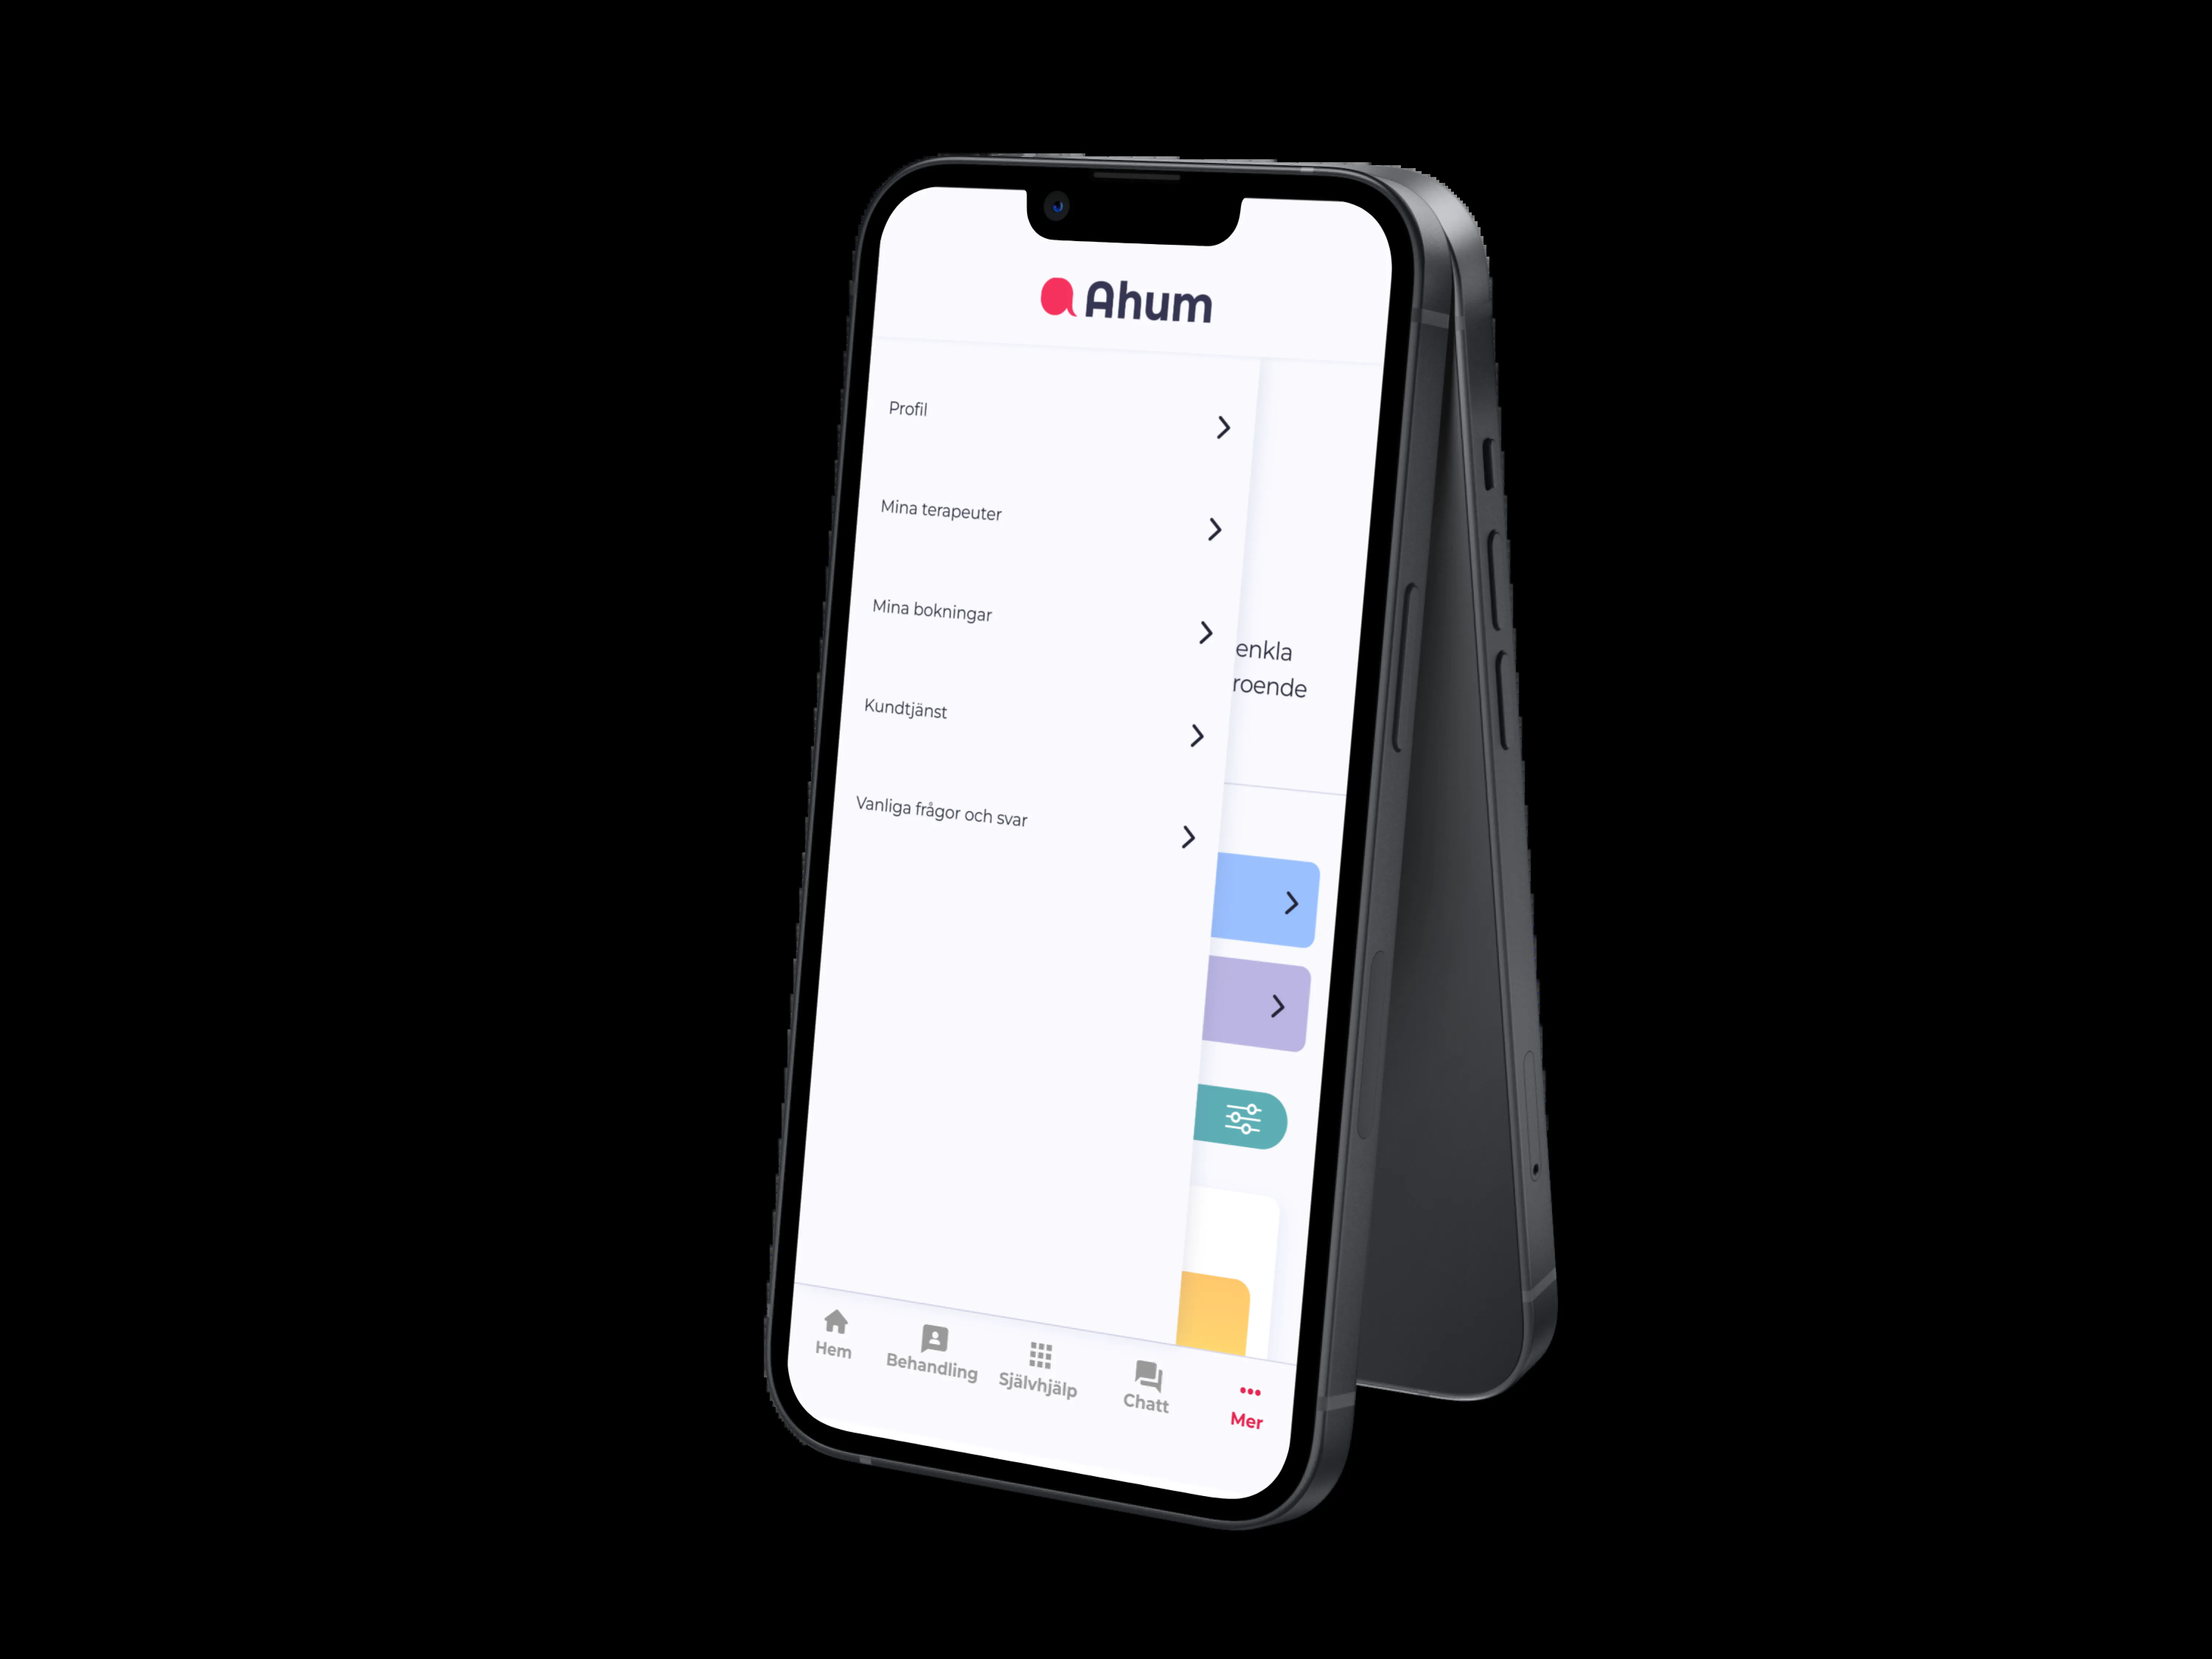 Ahum
Profil
Mina terapeuter
Mina bokningar
enkla
roende
Kundtjänst
Vanliga frågor och svar
Hem
Behandling
Självhjälp
Chatt
Mer